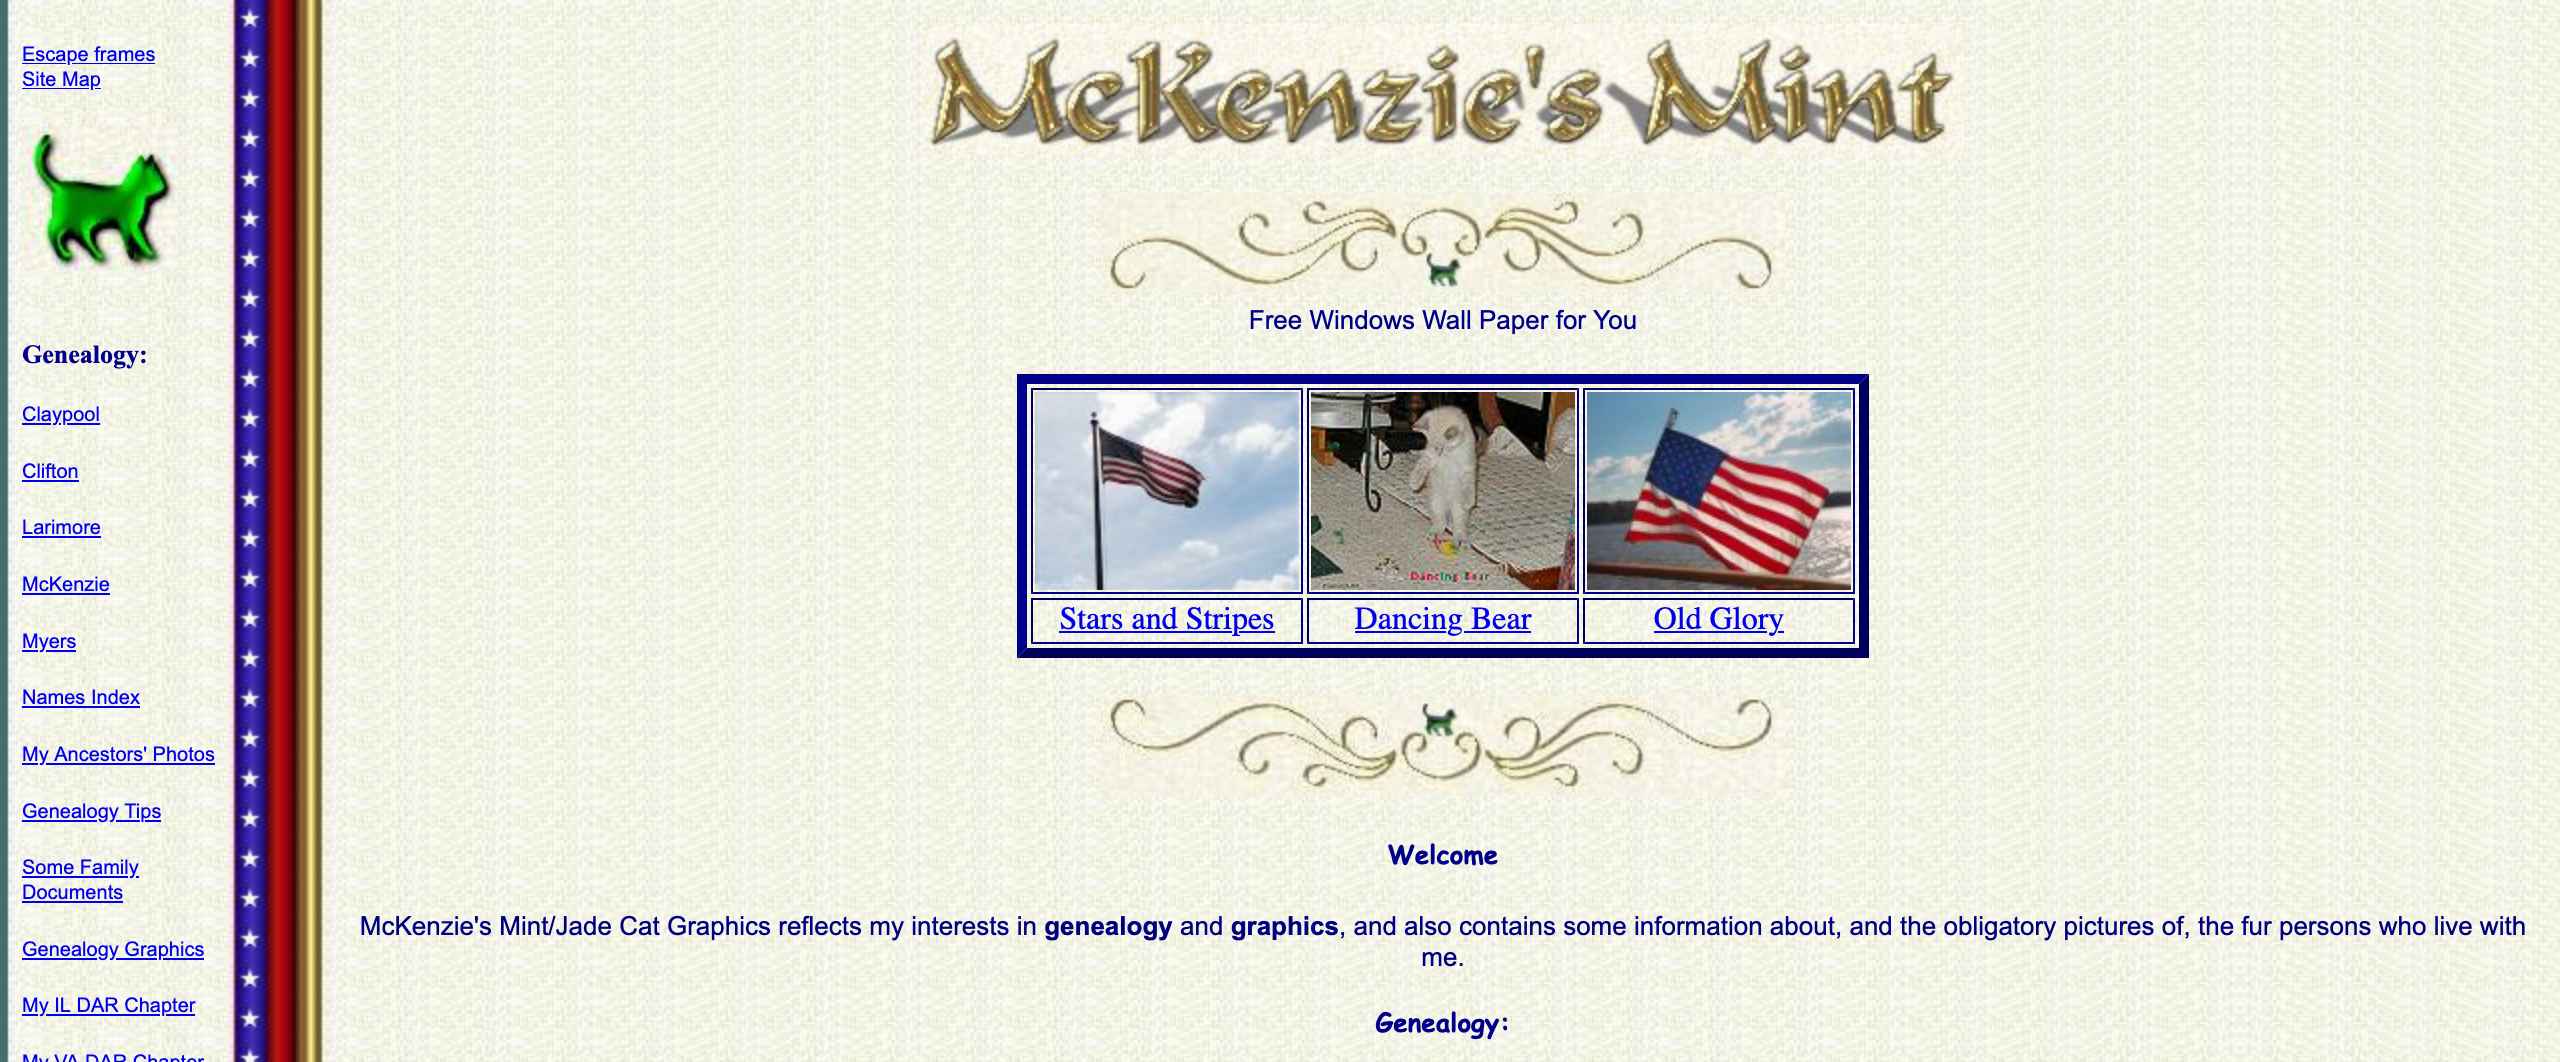 Escape frames
Site Map
Genealogy:
Claypool
Clifton
Larimore
McKenzie
Myers
Names Index
My Ancestors' Photos
Genealogy Tips
Some Family
Documents
Genealogy Graphics
My IL DAR Chapter
My VA DAR Chapter
McKenzie's Mint
Free Windows Wall Paper for You
Dancing Bear
Stars and Stripes
Dancing Bear
Old Glory
Welcome
McKenzie's Mint/Jade Cat Graphics reflects my interests in genealogy and graphics, and also contains some information about, and the obligatory pictures of, the fur persons who live with
me.
Genealogy: